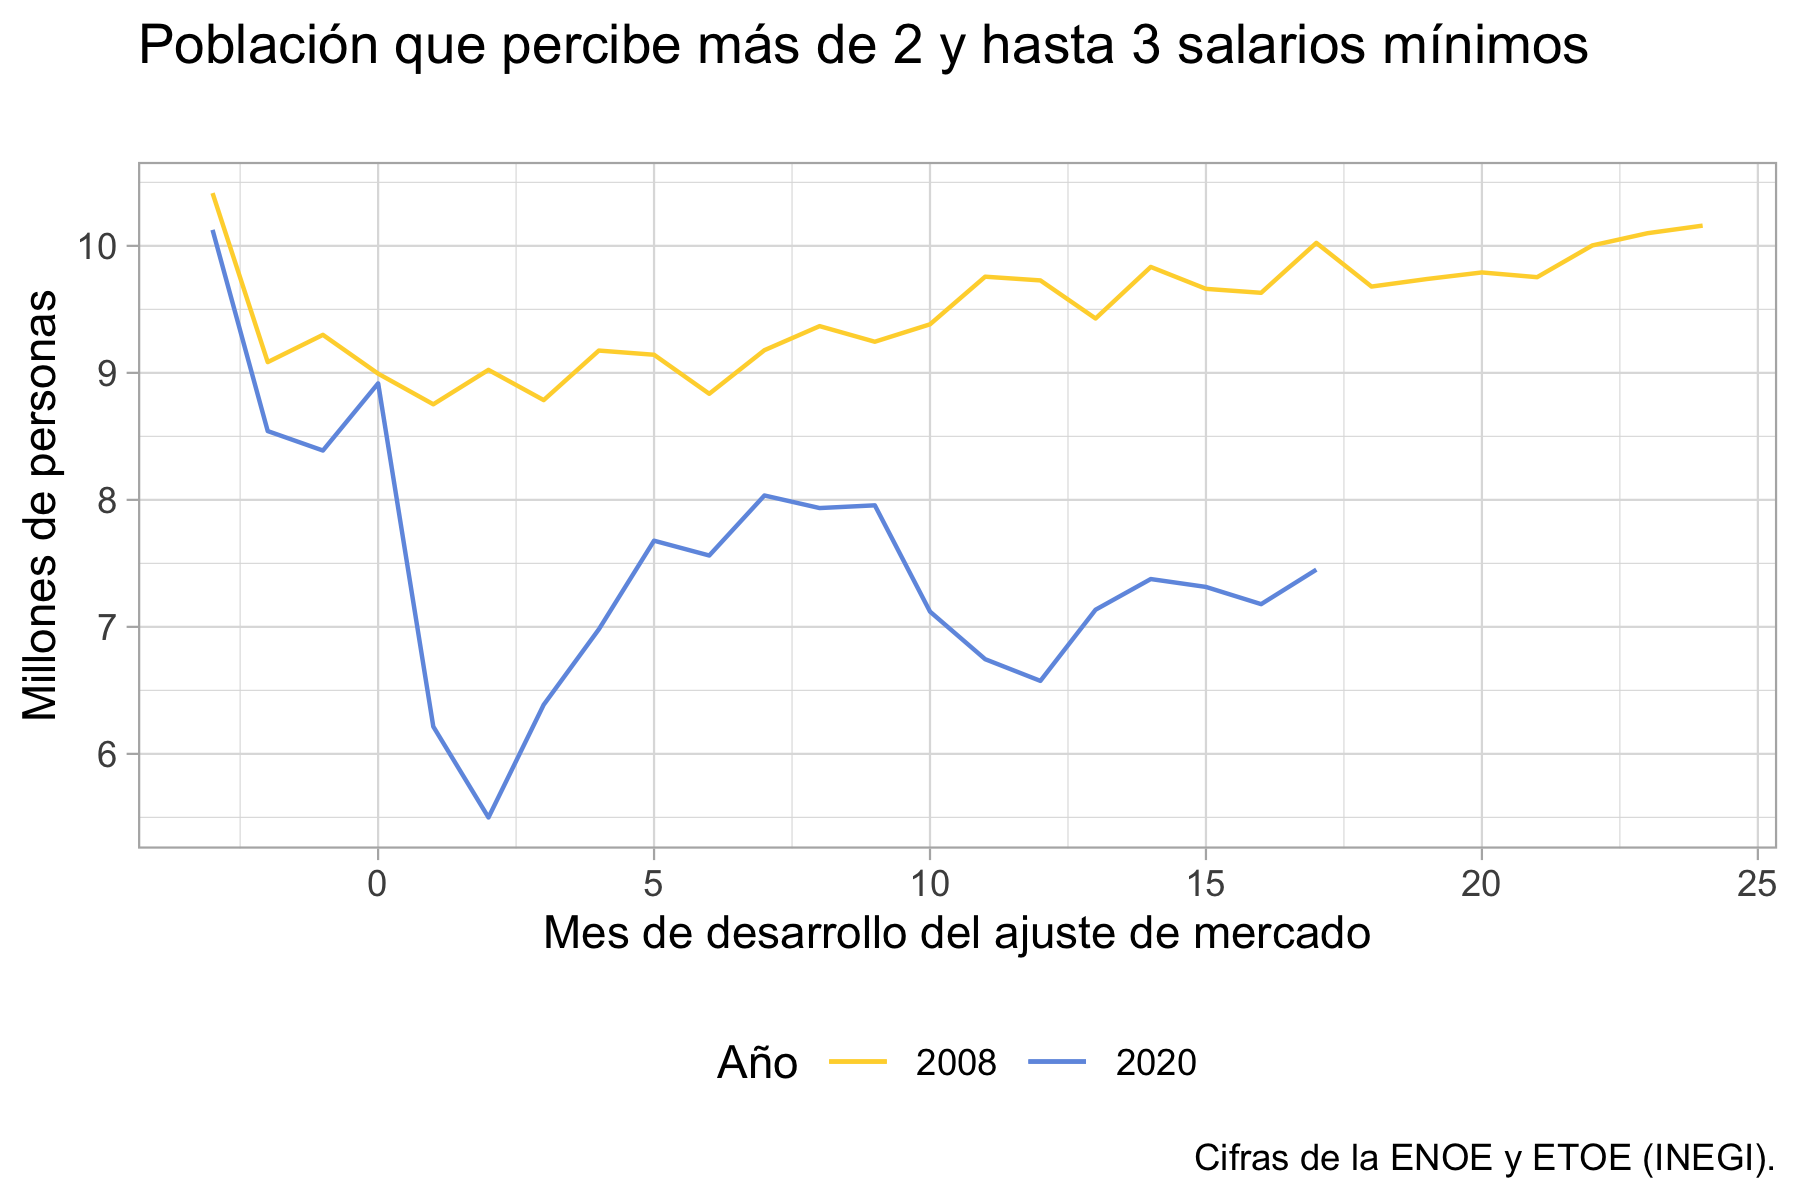 Población que percibe más de 2 y hasta 3 salarios mínimos
Millones de personas
10
9
8
7
6
0 5 10 15 20 25
Mes de desarrollo del ajuste de mercado
Año 2008 2020
Cifras de la ENOE y ETOE (INEGI).